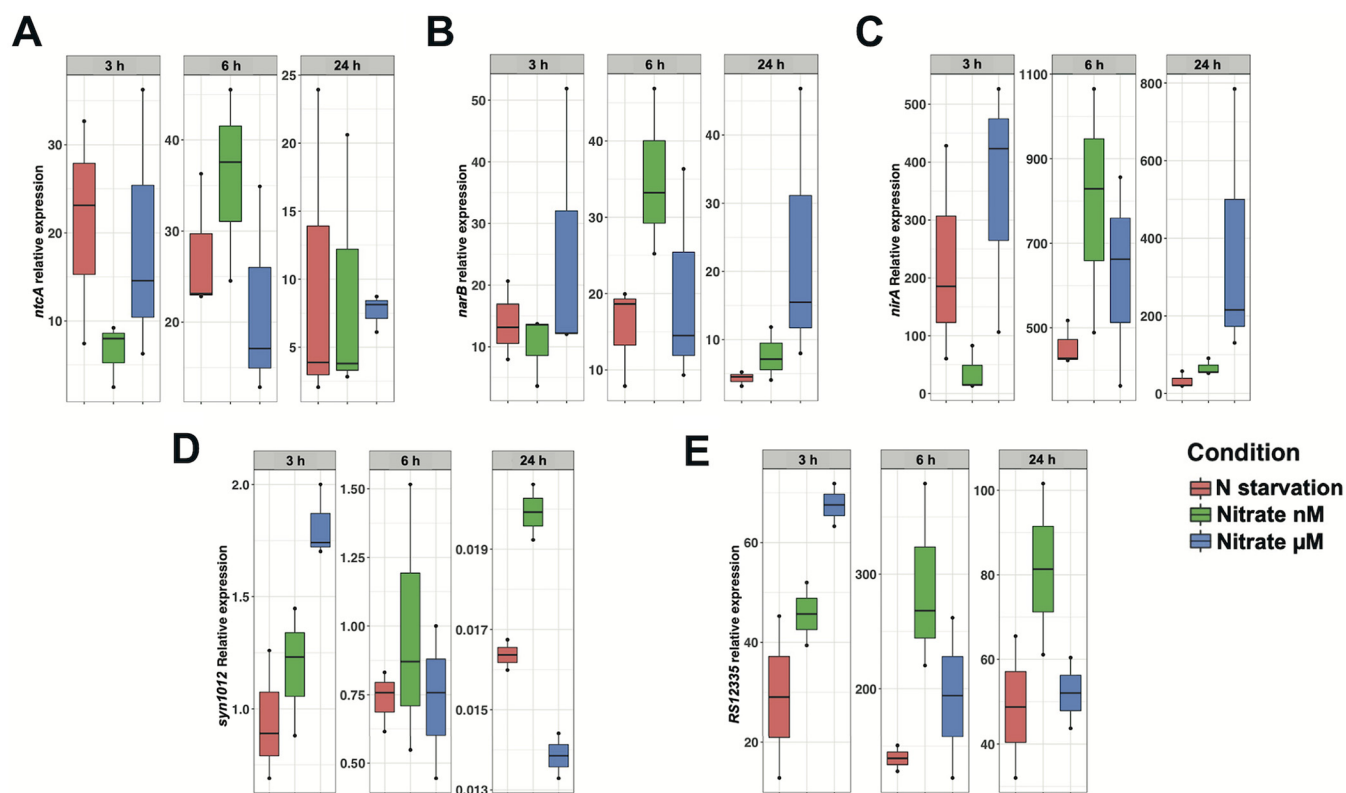 A
3 h
6 h
24 h
ntcA relative expression
30
20
10
40
30
20
25
20
15
10
5
B
3 h
6 h
24 h
narB relative expression
50
40
30
20
10
40
30
20
10
40
30
20
10
0
C
3 h
6 h
24 h
nirA Relative expression
500
400
300
200
100
0
1100
900
700
500
800
600
400
200
0
D
3 h
6 h
24 h
syn1012 Relative expression
2.0
1.5
1.0
1.50
1.25
1.00
0.75
0.50
0.019
0.017
0.015
0.013
E
3 h
6 h
24 h
RS12335 relative expression
60
40
20
300
200
100
80
60
40
Condition
N starvation
Nitrate nM
Nitrate µM